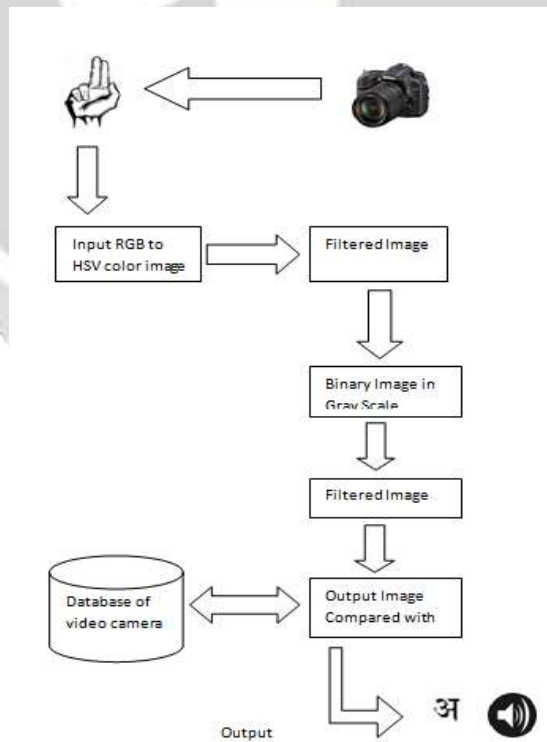 Input RGB to
HSV color image
Filtered Image
Binary Image in
Gray Scale
Filtered Image
Database of
video camera
Output Image
Compared with
अ
Output